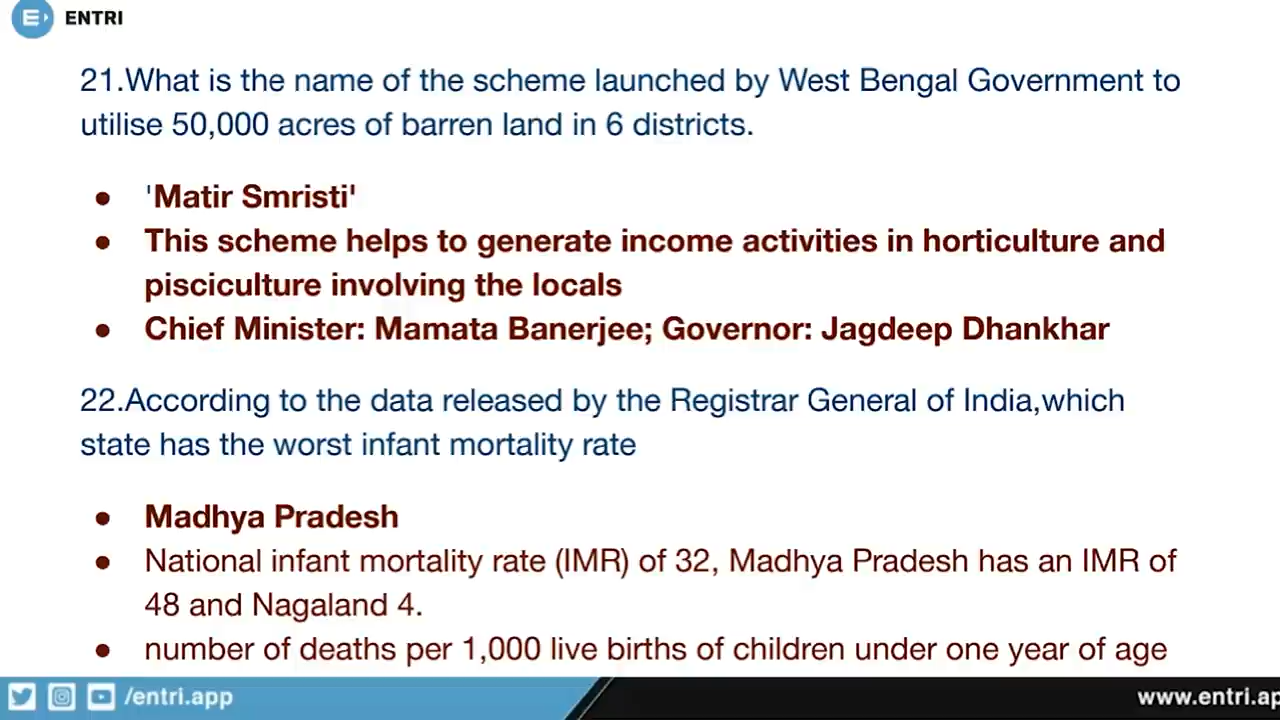 ENTRI
21.What is the name of the scheme launched by West Bengal Government to
utilise 50,000 acres of barren land in 6 districts.
● 'Matir Smristi'
● This scheme helps to generate income activities in horticulture and
pisciculture involving the locals
● Chief Minister: Mamata Banerjee; Governor: Jagdeep Dhankhar
22.According to the data released by the Registrar General of India,which
state has the worst infant mortality rate
● Madhya Pradesh
● National infant mortality rate (IMR) of 32, Madhya Pradesh has an IMR of
48 and Nagaland 4.
● number of deaths per 1,000 live births of children under one year of age
/entri.app
www.entri.ap